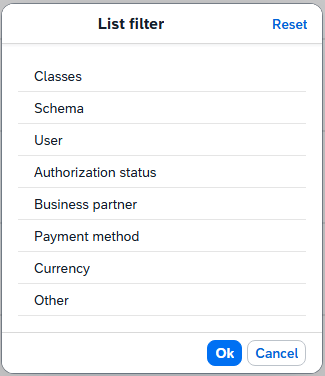 List filter
Reset
Classes
Schema
User
Authorization status
Business partner
Payment method
Currency
Other
Ok
Cancel